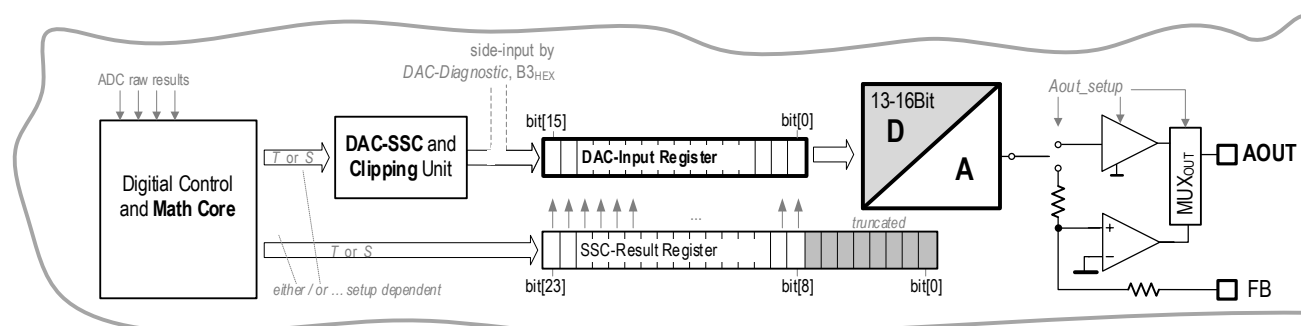 side-input by
DAC-Diagnostic, B3HEX
ADC raw results
Aout_setup
13-16Bit
D
A
bit[15]
bit[0]
T or S
DAC-SSC and
Clipping Unit
DAC-Input Register
AOUT
Digitial Control
and Math Core
MUXOUT
...
truncated
+
−
T or S
SSC-Result Register
either / or ... setup dependent
bit[23]
bit[8]
bit[0]
FB